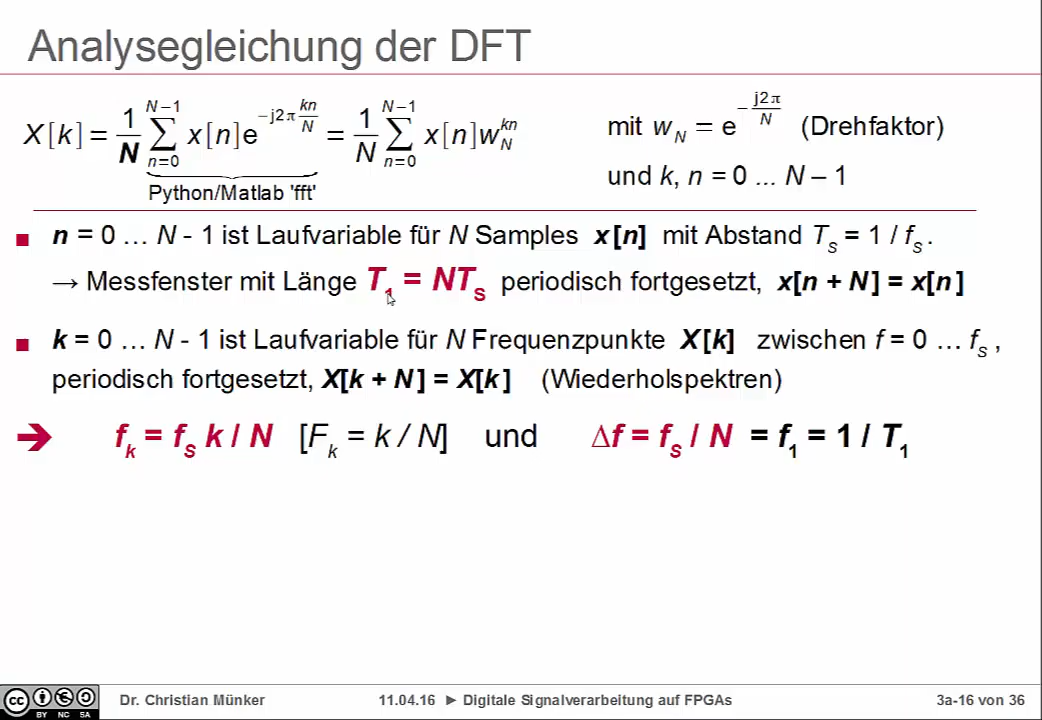 Analysegleichung der DFT
X[k] = 1/N ∑_{n=0}^{N−1} x[n] e^{−j2π kn/N} = 1/N ∑_{n=0}^{N−1} x[n] w_N^{kn} mit w_N = e^{−j2π/N} (Drehfaktor)
Python/Matlab 'fft' und k, n = 0 ... N – 1
■ n = 0 … N - 1 ist Laufvariable für N Samples x[n] mit Abstand T_S = 1 / f_S .
→ Messfenster mit Länge T_1 = NT_S periodisch fortgesetzt, x[n + N] = x[n]
■ k = 0 … N - 1 ist Laufvariable für N Frequenzpunkte X[k] zwischen f = 0 … f_S ,
periodisch fortgesetzt, X[k + N] = X[k] (Wiederholspektren)
➔ f_k = f_S k / N [F_k = k / N] und Δf = f_S / N = f_1 = 1 / T_1
cc BY NC SA Dr. Christian Münker 11.04.16 ► Digitale Signalverarbeitung auf FPGAs 3a-16 von 36